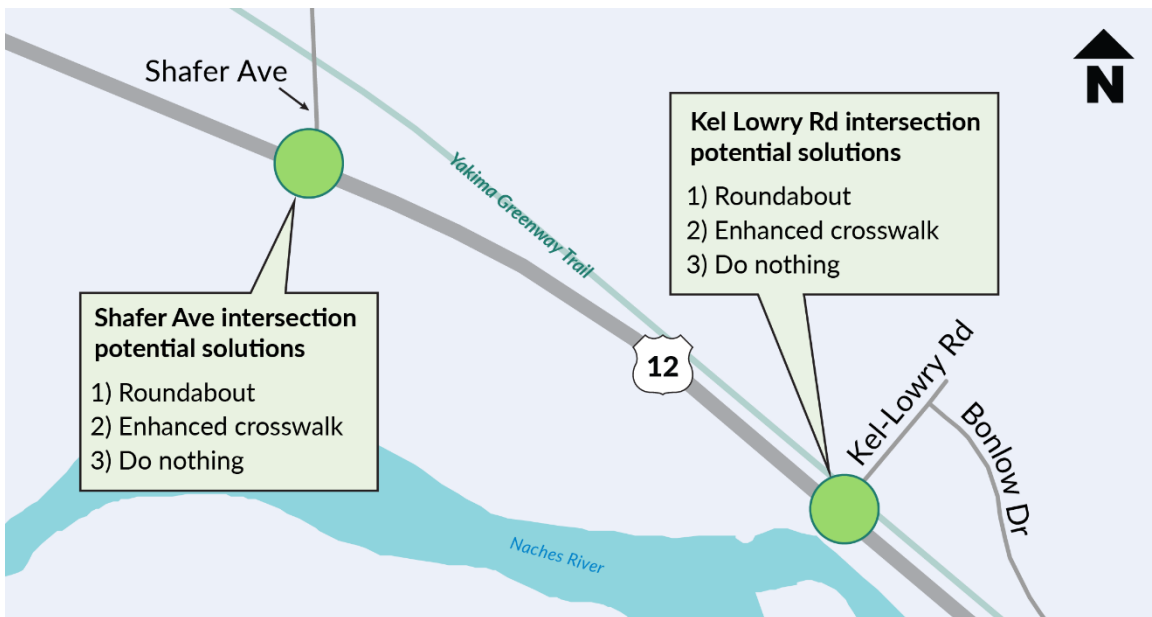 Shafer Ave
N
Kel Lowry Rd intersection
potential solutions
1) Roundabout
2) Enhanced crosswalk
3) Do nothing
Yakima Greenway Trail
Shafer Ave intersection
potential solutions
1) Roundabout
2) Enhanced crosswalk
3) Do nothing
12
Kel-Lowry Rd
Bonlow Dr
Naches River